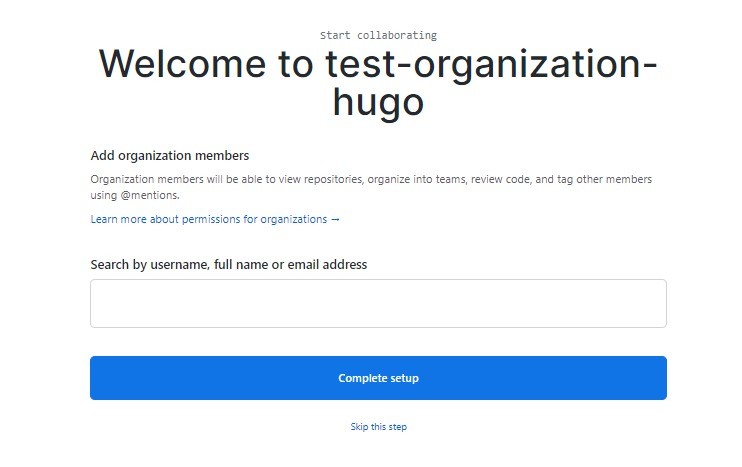 Start collaborating
Welcome to test-organization-
hugo
Add organization members
Organization members will be able to view repositories, organize into teams, review code, and tag other members
using @mentions.
Learn more about permissions for organizations →
Search by username, full name or email address
Complete setup
Skip this step